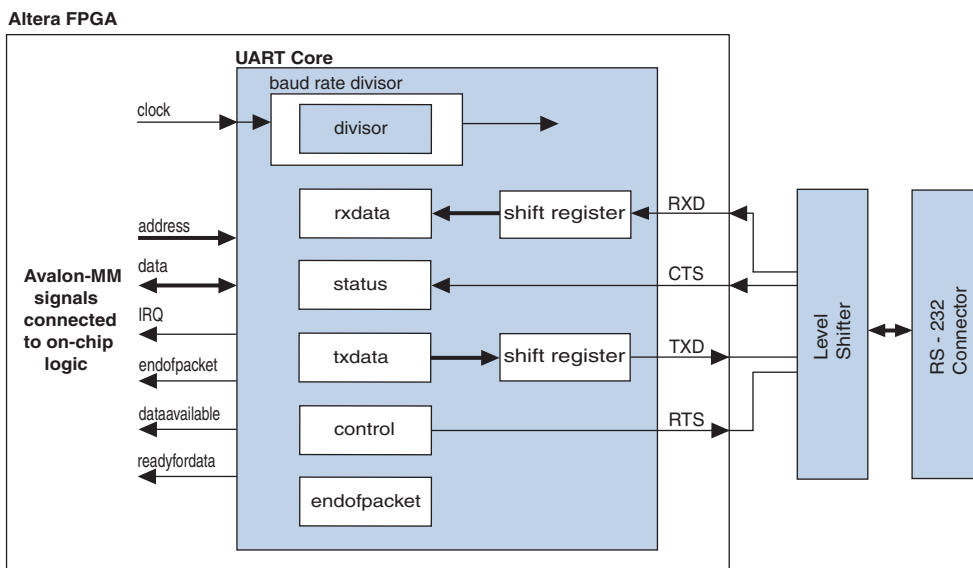 Altera FPGA
UART Core
baud rate divisor
clock
divisor
rxdata
shift register
RXD
address
data
status
CTS
Avalon-MM
signals
connected
to on-chip
logic
IRQ
txdata
shift register
TXD
endofpacket
dataavailable
control
RTS
readyfordata
endofpacket
Level
Shifter
RS - 232
Connector